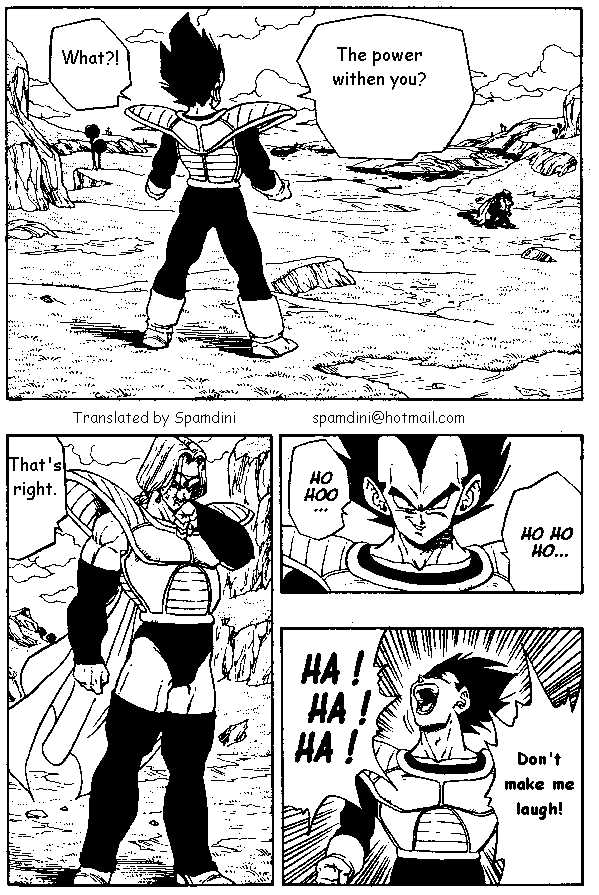 What?!
The power
withen you?
Translated by Spamdini spamdini@hotmail.com
That's
right.
HO
HOO
...
HO HO
HO...
HA!
HA!
HA!
Don't
make me
laugh!